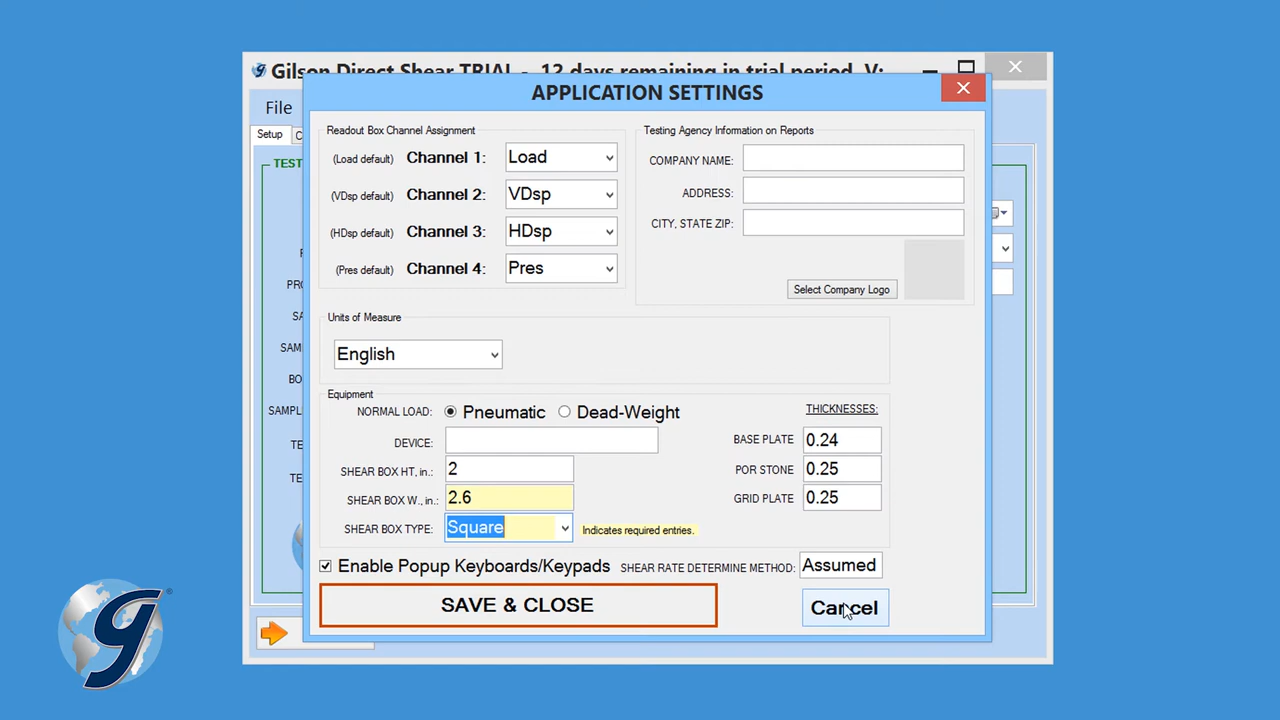 Gilson Direct Shear TRIAL - 12 days remaining in trial period V:
APPLICATION SETTINGS
File
Setup
TEST
Readout Box Channel Assignment
(Load default) Channel 1: Load
(VDsp default) Channel 2: VDsp
(HDsp default) Channel 3: HDsp
(Pres default) Channel 4: Pres
Testing Agency Information on Reports
COMPANY NAME:
ADDRESS:
CITY, STATE ZIP:
Select Company Logo
Units of Measure
English
Equipment
NORMAL LOAD: Pneumatic Dead-Weight
DEVICE:
SHEAR BOX HT, in.: 2
SHEAR BOX W., in.: 2.6
SHEAR BOX TYPE: Square Indicates required entries.
THICKNESSES:
BASE PLATE 0.24
POR STONE 0.25
GRID PLATE 0.25
Enable Popup Keyboards/Keypads SHEAR RATE DETERMINE METHOD: Assumed
SAVE & CLOSE Cancel
g